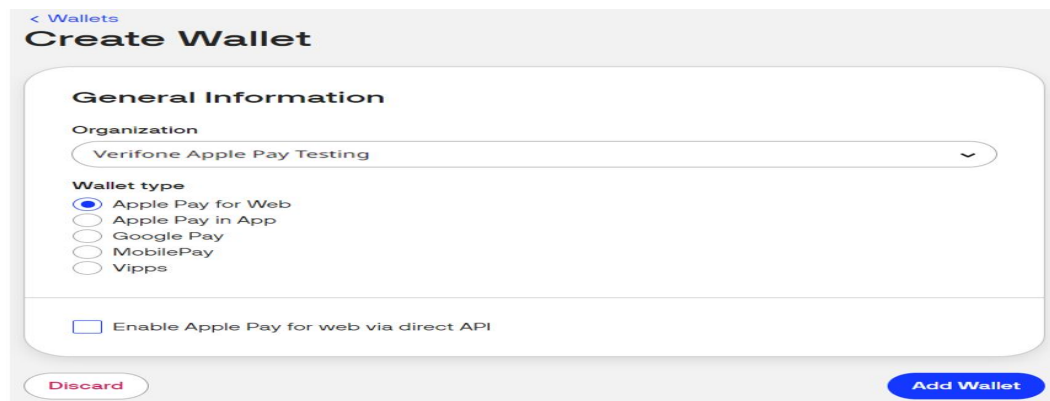 < Wallets
Create Wallet
General Information
Organization
Verifone Apple Pay Testing
Wallet type
Apple Pay for Web
Apple Pay in App
Google Pay
MobilePay
Vipps
Enable Apple Pay for web via direct API
Discard
Add Wallet